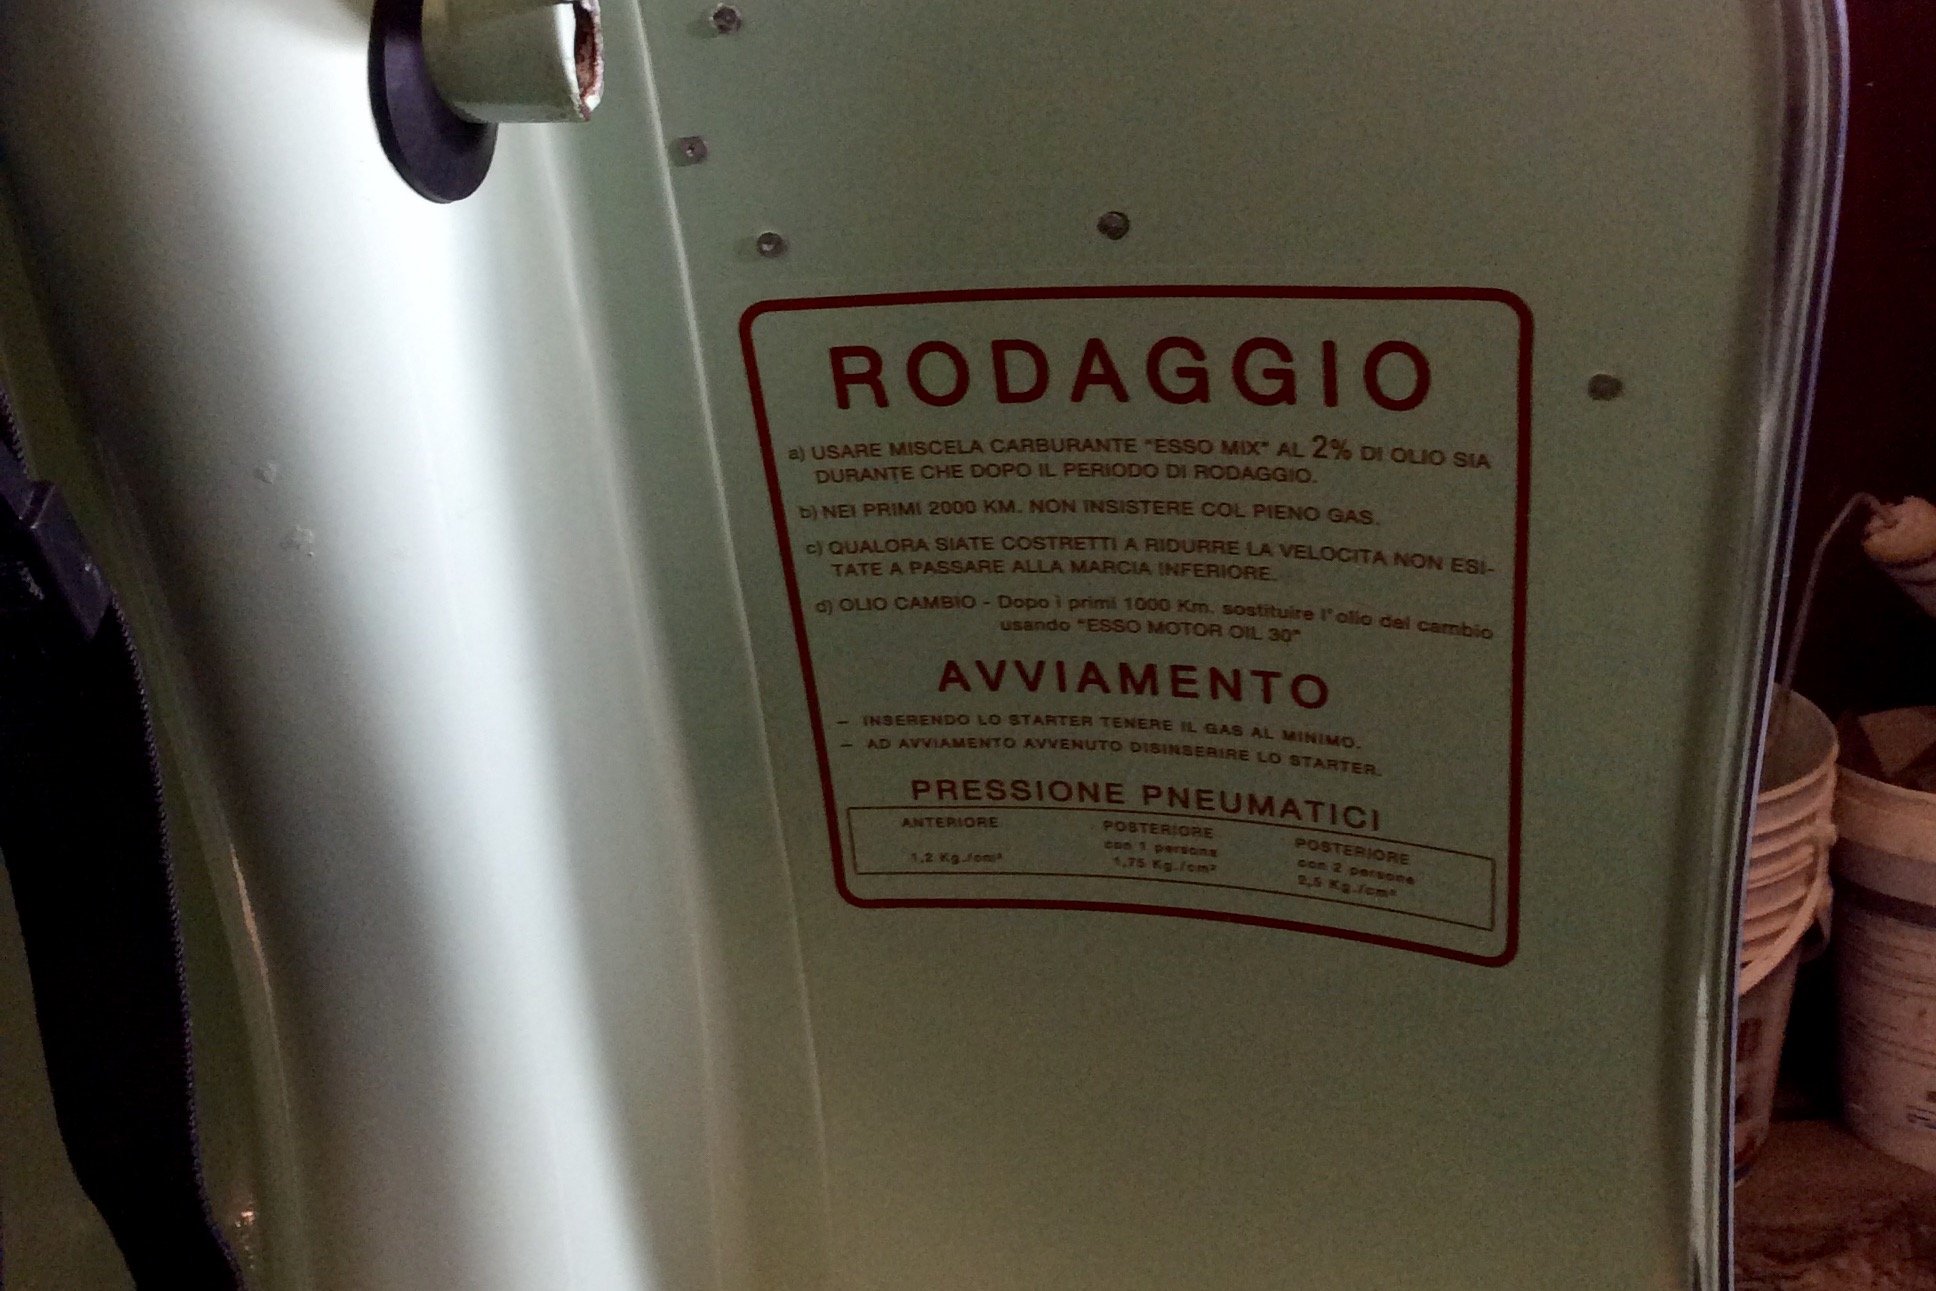 RODAGGIO
a) USARE MISCELA CARBURANTE "ESSO MIX" AL 2% DI OLIO SIA
DURANTE CHE DOPO IL PERIODO DI RODAGGIO.
b) NEI PRIMI 2000 KM. NON INSISTERE COL PIENO GAS.
c) QUALORA SIATE COSTRETTI A RIDURRE LA VELOCITA NON ESI-
TATE A PASSARE ALLA MARCIA INFERIORE.
d) OLIO CAMBIO - Dopo i primi 1000 Km. sostituire l'olio del cambio
usando "ESSO MOTOR OIL 30"
AVVIAMENTO
- INSERENDO LO STARTER TENERE IL GAS AL MINIMO.
- AD AVVIAMENTO AVVENUTO DISINSERIRE LO STARTER.
PRESSIONE PNEUMATICI
ANTERIORE POSTERIORE POSTERIORE
con 1 persona con 2 persone
1,2 Kg./cm² 1,75 Kg./cm² 2,5 Kg./cm²